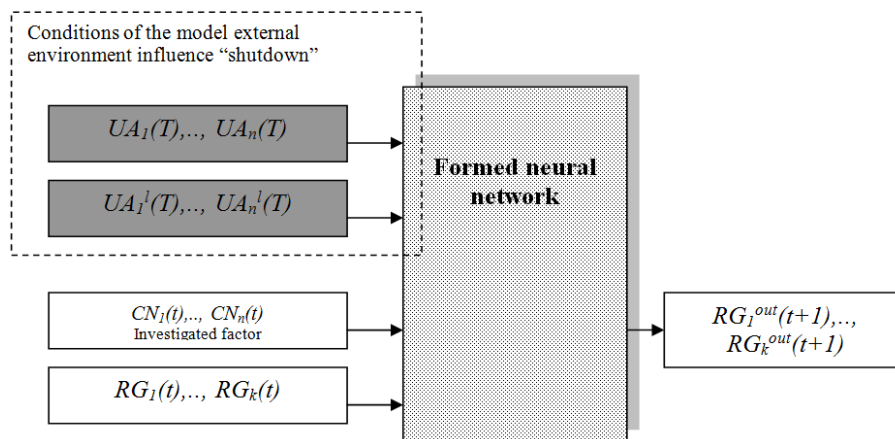 Conditions of the model external
environment influence “shutdown”
UA₁(T),.., UAₙ(T)
UA₁ˡ(T),.., UAₙˡ(T)
Formed neural
network
CN₁(t),.., CNₙ(t)
Investigated factor
RG₁(t),.., RGₖ(t)
RG₁ᵒᵘᵗ(t+1),..,
RGₖᵒᵘᵗ(t+1)